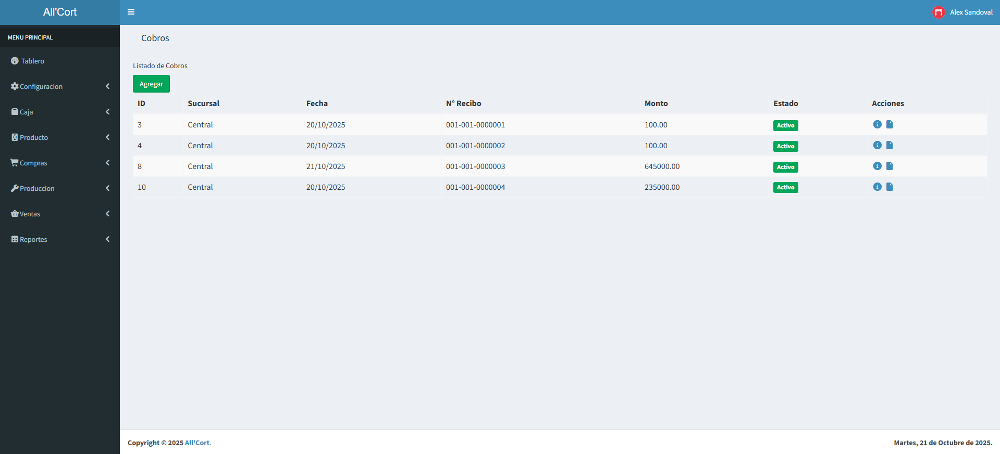 All'Cort
Alex Sandoval
MENU PRINCIPAL
Tablero
Configuracion
Caja
Producto
Compras
Produccion
Ventas
Reportes
Cobros
Listado de Cobros
Agregar
ID Sucursal Fecha N° Recibo Monto Estado Acciones
3 Central 20/10/2025 001-001-0000001 100.00 Activo
4 Central 20/10/2025 001-001-0000002 100.00 Activo
8 Central 21/10/2025 001-001-0000003 645000.00 Activo
10 Central 20/10/2025 001-001-0000004 235000.00 Activo
Copyright © 2025 All'Cort.
Martes, 21 de Octubre de 2025.